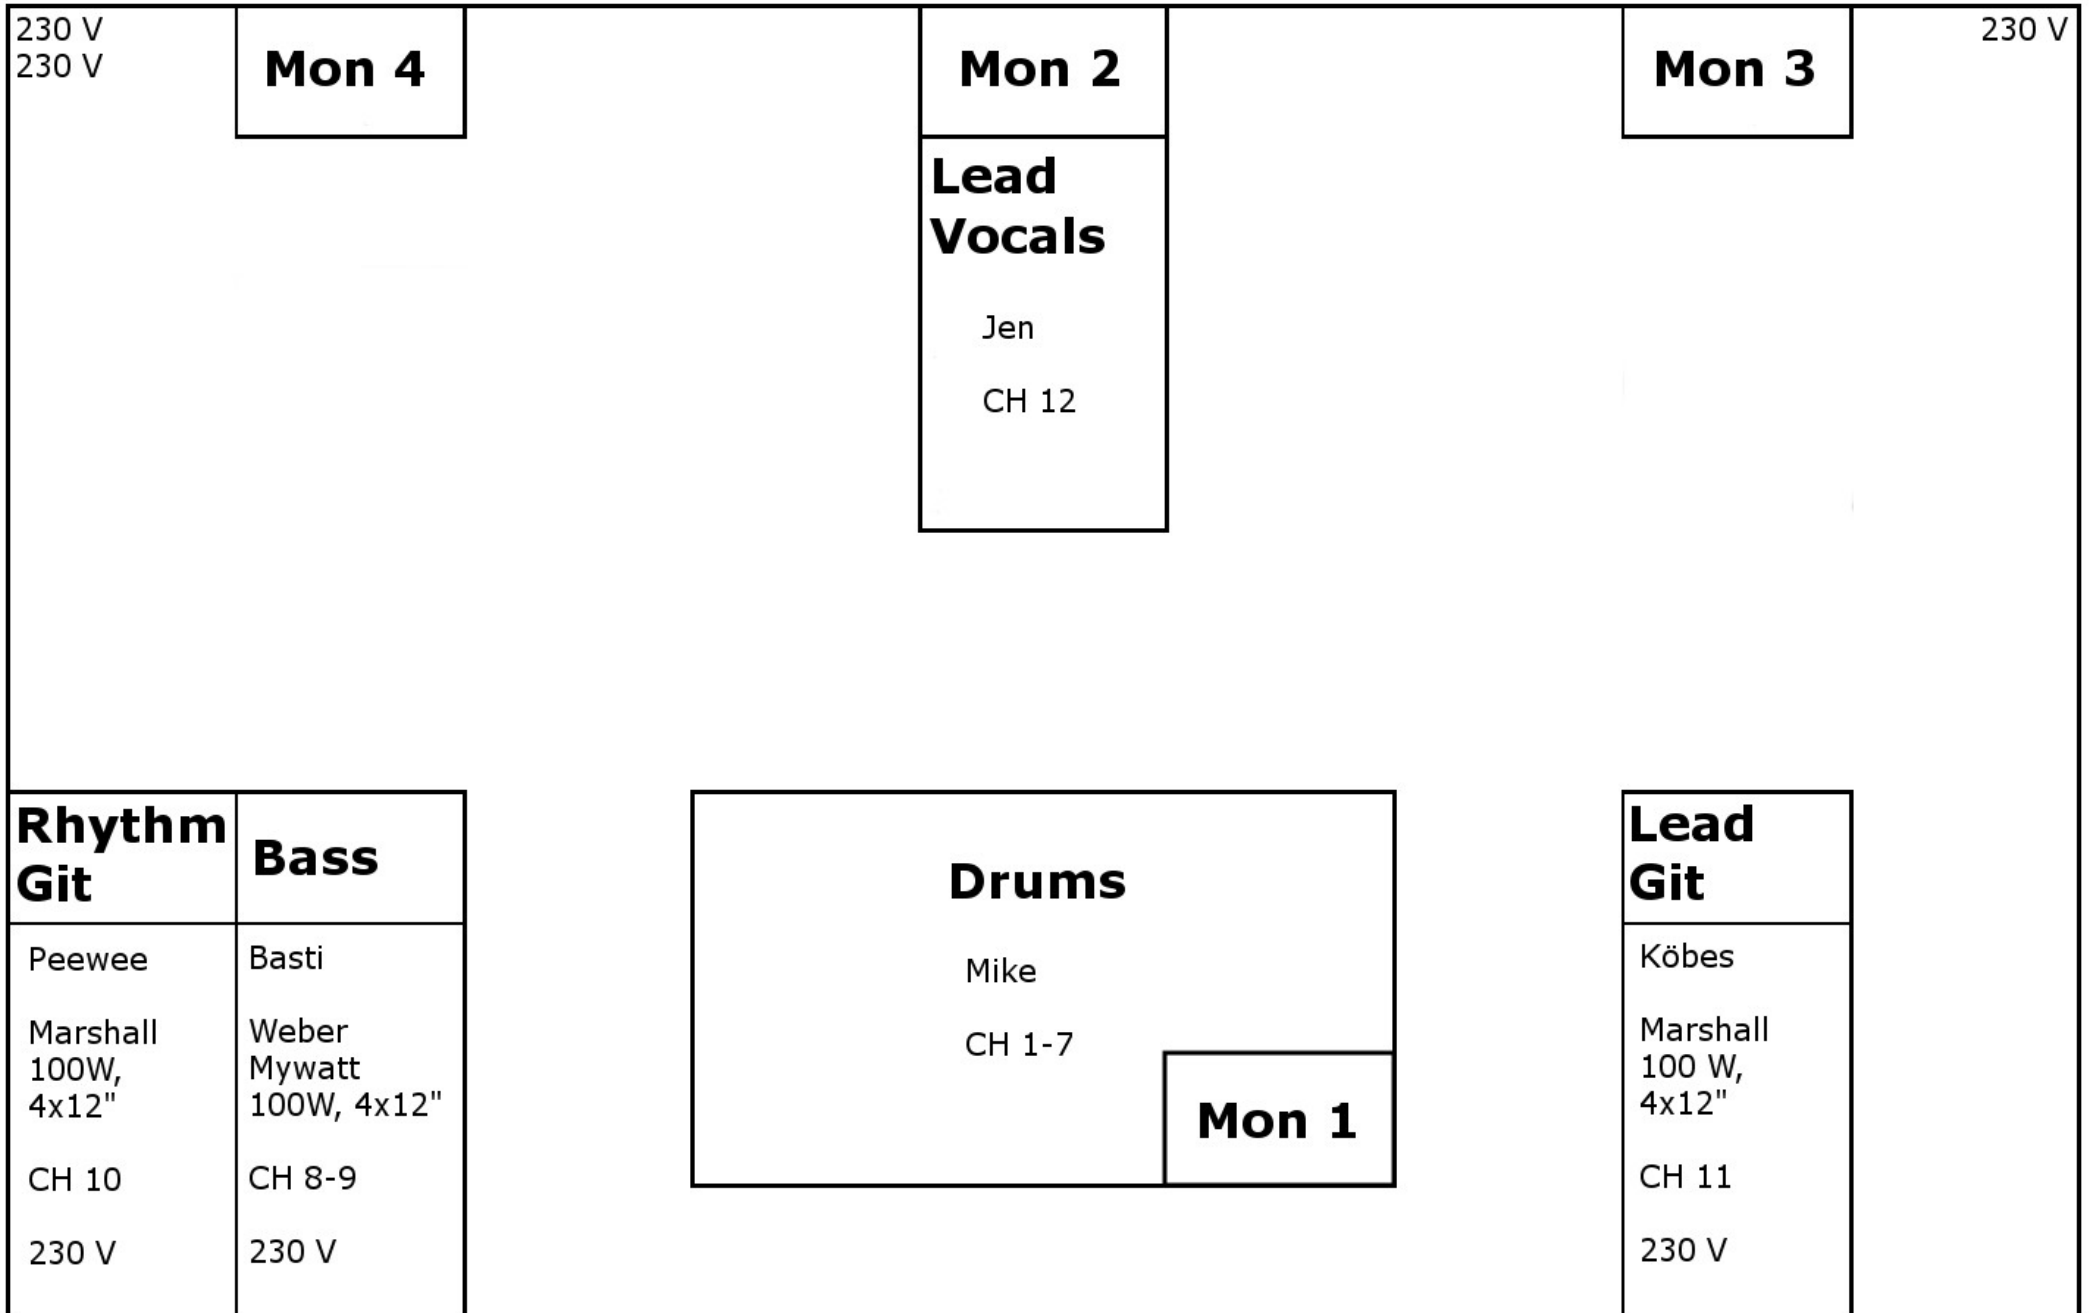 230 V
230 V
Mon 4
Mon 2
Mon 3
230 V
Lead
Vocals
Jen
CH 12
Rhythm
Git
Peewee
Marshall
100W,
4x12"
CH 10
230 V
Bass
Basti
Weber
Mywatt
100W, 4x12"
CH 8-9
230 V
Drums
Mike
CH 1-7
Mon 1
Lead
Git
Köbes
Marshall
100 W,
4x12"
CH 11
230 V